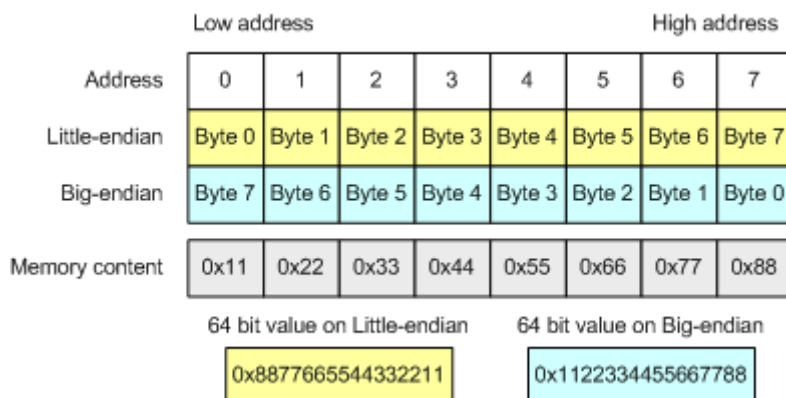 Low address High address
Address 0 1 2 3 4 5 6 7
Little-endian Byte 0 Byte 1 Byte 2 Byte 3 Byte 4 Byte 5 Byte 6 Byte 7
Big-endian Byte 7 Byte 6 Byte 5 Byte 4 Byte 3 Byte 2 Byte 1 Byte 0
Memory content 0x11 0x22 0x33 0x44 0x55 0x66 0x77 0x88
64 bit value on Little-endian 64 bit value on Big-endian
0x8877665544332211 0x1122334455667788